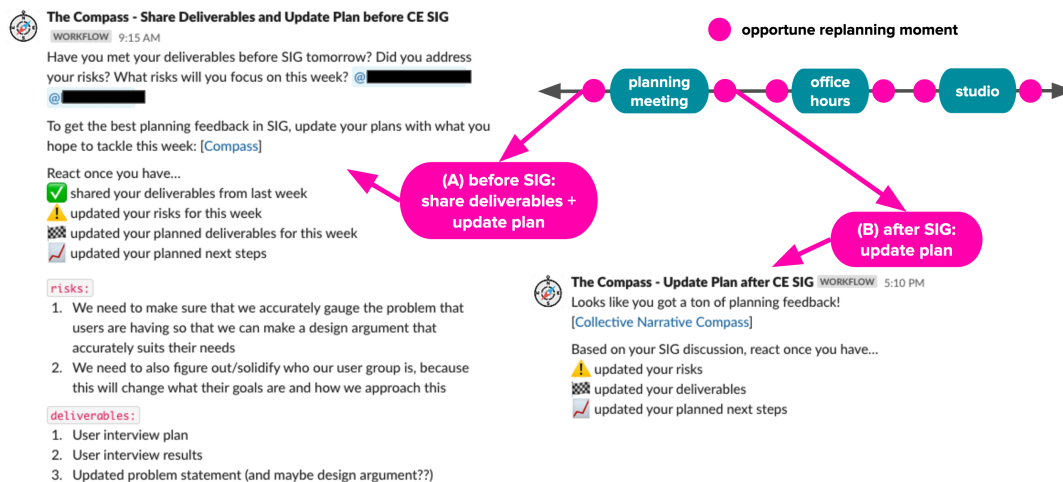 The Compass - Share Deliverables and Update Plan before CE SIG
WORKFLOW 9:15 AM
Have you met your deliverables before SIG tomorrow? Did you address
your risks? What risks will you focus on this week? @
@
To get the best planning feedback in SIG, update your plans with what you
hope to tackle this week: [Compass]
React once you have...
shared your deliverables from last week
updated your risks for this week
updated your planned deliverables for this week
updated your planned next steps
risks:
1. We need to make sure that we accurately gauge the problem that
users are having so that we can make a design argument that
accurately suits their needs
2. We need to also figure out/solidify who our user group is, because
this will change what their goals are and how we approach this
deliverables:
1. User interview plan
2. User interview results
3. Updated problem statement (and maybe design argument??)
opportune replanning moment
planning
meeting
office
hours
studio
(A) before SIG:
share deliverables +
update plan
(B) after SIG:
update plan
The Compass - Update Plan after CE SIG WORKFLOW 5:10 PM
Looks like you got a ton of planning feedback!
[Collective Narrative Compass]
Based on your SIG discussion, react once you have...
updated your risks
updated your deliverables
updated your planned next steps